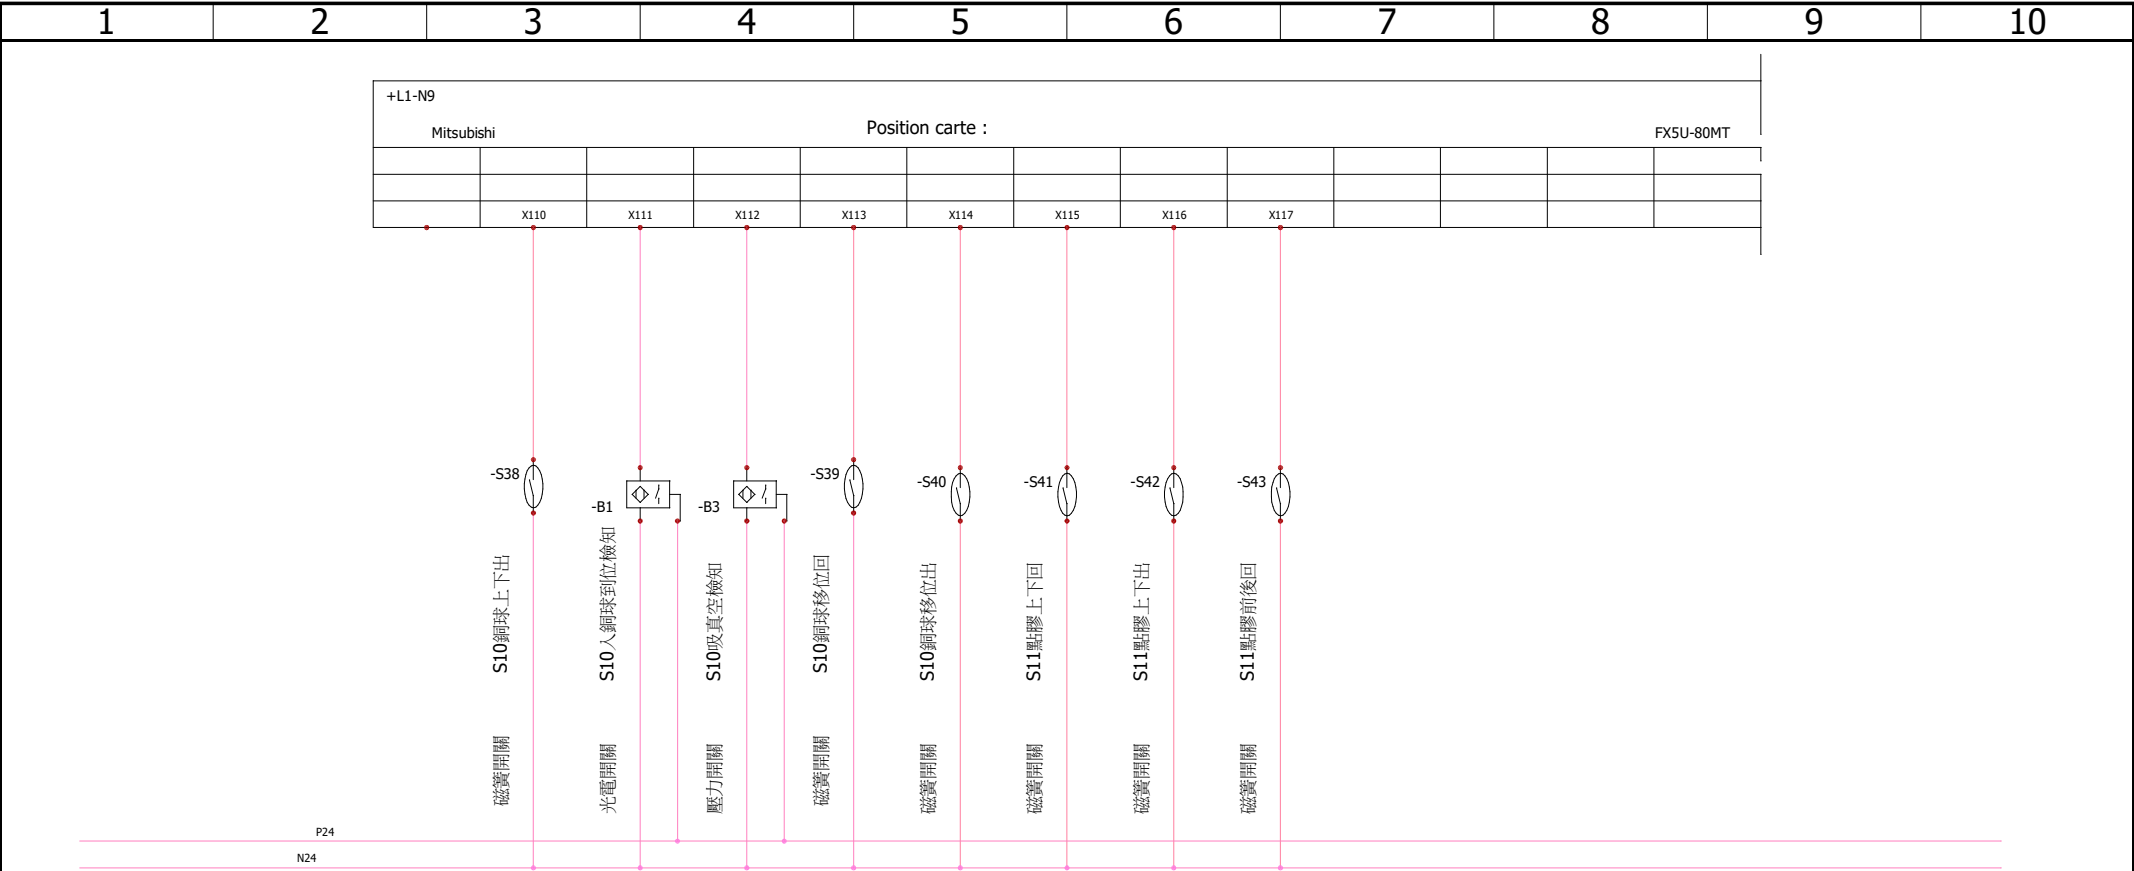 1 2 3 4 5 6 7 8 9 10
+L1-N9
Mitsubishi Position carte : FX5U-80MT
X110 X111 X112 X113 X114 X115 X116 X117
-S38
-B1
-B3
-S39
-S40
-S41
-S42
-S43
S10銅球上下出
S10入銅球到位檢知
S10吸真空檢知
S10銅球移位回
S10銅球移位出
S11點膠上下回
S11點膠上下出
S11點膠前後回
磁簧開關
光電開關
壓力開關
磁簧開關
磁簧開關
磁簧開關
磁簧開關
磁簧開關
P24
N24